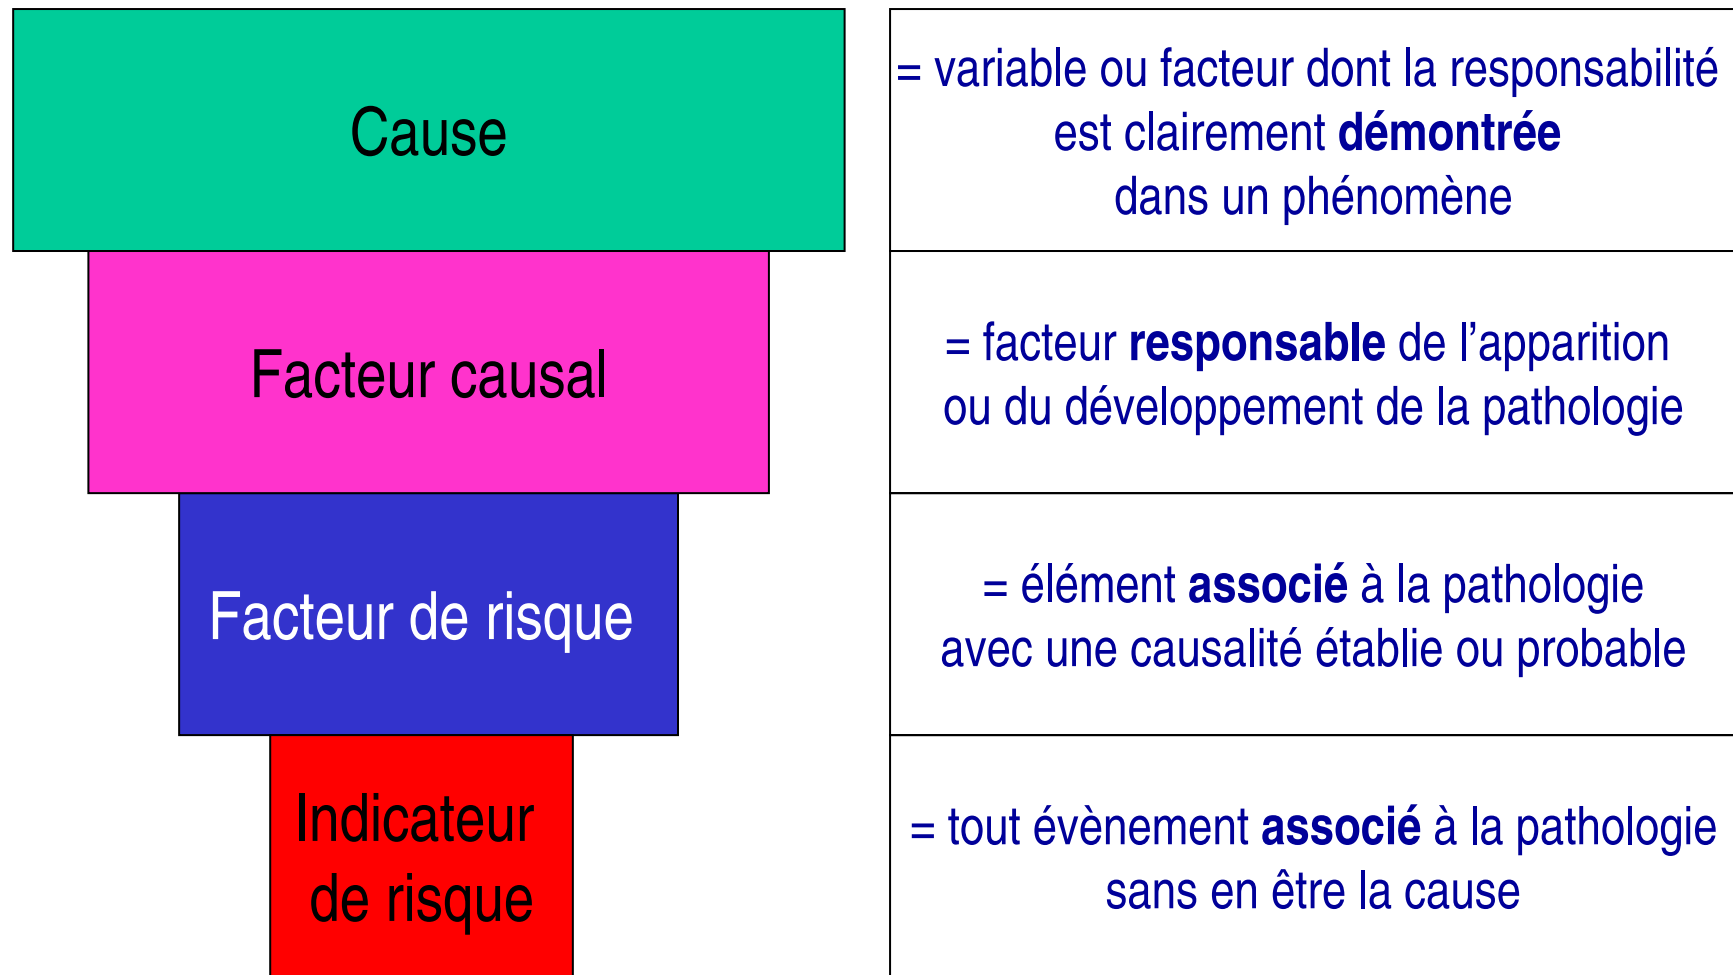 Cause
= variable ou facteur dont la responsabilité
est clairement démontrée
dans un phénomène
Facteur causal
= facteur responsable de l’apparition
ou du développement de la pathologie
Facteur de risque
= élément associé à la pathologie
avec une causalité établie ou probable
Indicateur
de risque
= tout évènement associé à la pathologie
sans en être la cause